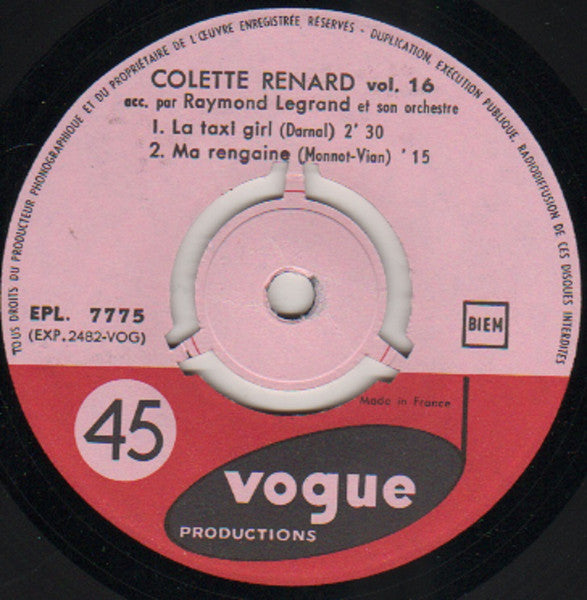 TOUS DROITS DU PRODUCTEUR PHONOGRAPHIQUE ET DU PROPRIÉTAIRE DE L'ŒUVRE ENREGISTRÉE RÉSERVÉS - DUPLICATION, EXÉCUTION PUBLIQUE, RADIODIFFUSION DE CES DISQUES INTERDITES
COLETTE RENARD vol. 16
acc. par Raymond Legrand et son orchestre
1. La taxi girl (Darnal) 2' 30
2. Ma rengaine (Monnot-Vian) ' 15
EPL. 7775
(EXP. 2482-VOG)
BIEM
Made in France
45
vogue
PRODUCTIONS